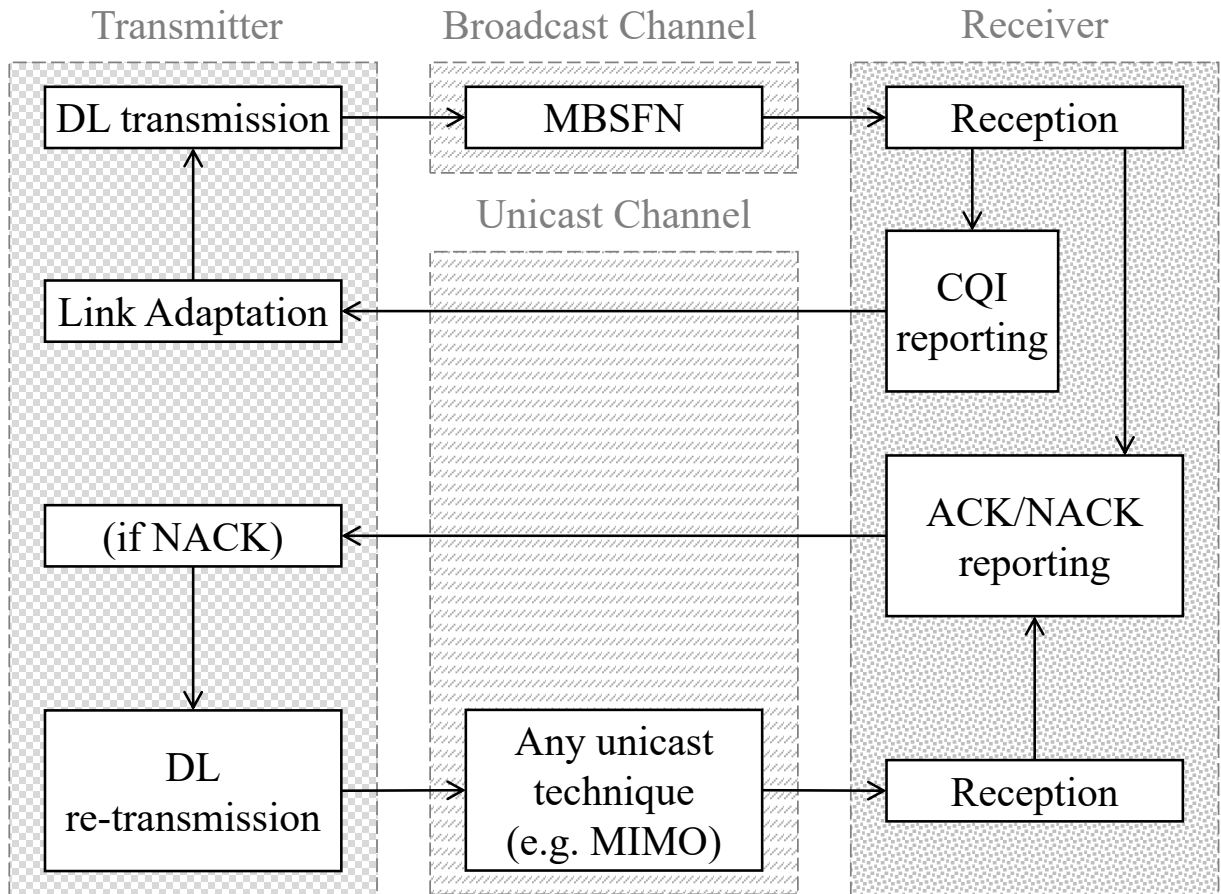 Transmitter
Broadcast Channel
Receiver
DL transmission
MBSFN
Reception
Unicast Channel
Link Adaptation
CQI
reporting
(if NACK)
ACK/NACK
reporting
DL
re-transmission
Any unicast
technique
(e.g. MIMO)
Reception